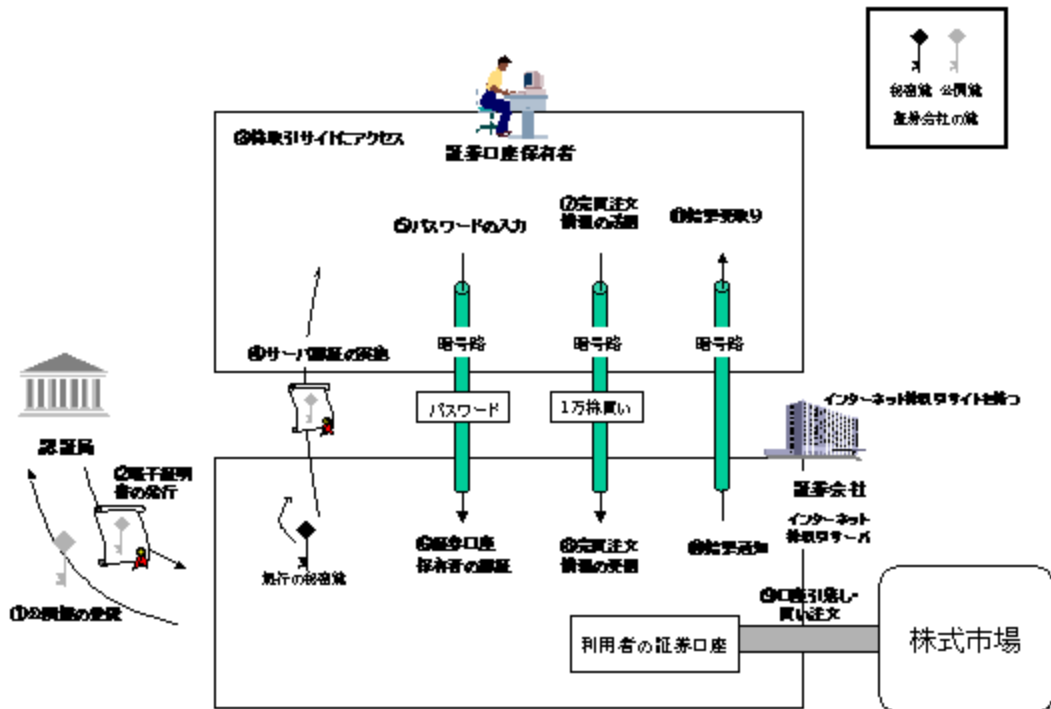 秘密鍵 公開鍵
証券会社の鍵
③株取引サイトにアクセス
証券口座保有者
⑤パスワードの入力
⑦売買注文
情報の送信
⑪結果受取り
④サーバ認証の実施
暗号路
暗号路
暗号路
パスワード
1万株買い
インターネット株取引サイトを持つ
認証局
②電子証明
書の発行
証券会社
インターネット
株取引サーバ
①公開鍵の登録
銀行の秘密鍵
⑥証券口座
保有者の認証
⑧売買注文
情報の受信
⑩結果通知
⑨口座引落し・
買い注文
利用者の証券口座
株式市場